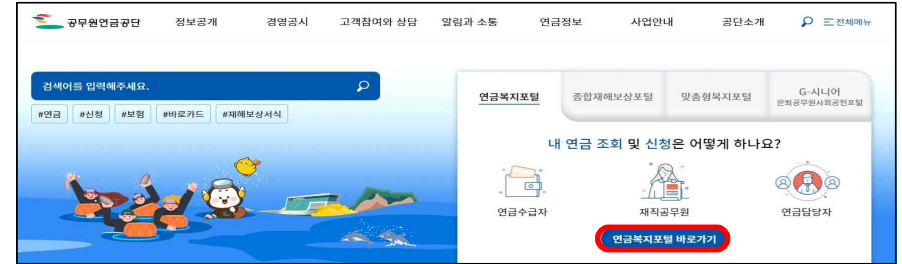 공무원연금공단 정보공개 경영공시 고객참여와 상담 알림과 소통 연금정보 사업안내 공단소개 전체메뉴
검색어를 입력해주세요.
#연금 #신청 #보험 #바로카드 #재해보상서식
연금복지포털 종합재해보상포털 맞춤형복지포털 G-시니어
은퇴공무원사회공헌포털
내 연금 조회 및 신청은 어떻게 하나요?
연금수급자 재직공무원 연금담당자
연금복지포털 바로가기